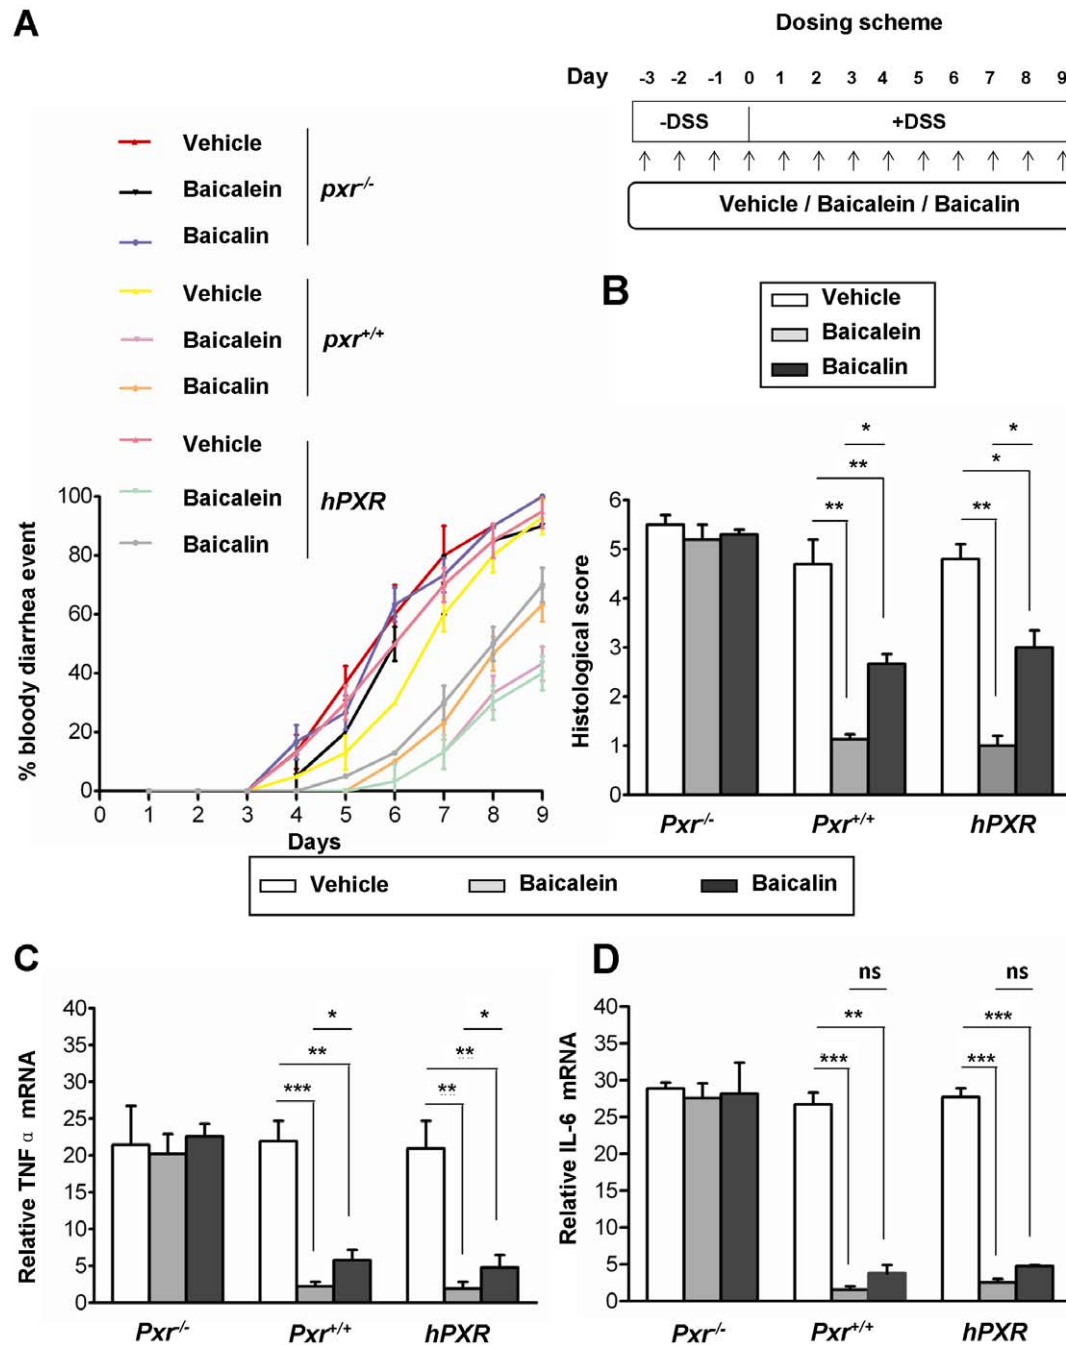 A
Dosing scheme
Day -3 -2 -1 0 1 2 3 4 5 6 7 8 9
-DSS +DSS
Vehicle / Baicalein / Baicalin
Vehicle
Baicalein
Baicalin
pxr-/-
Vehicle
Baicalein
Baicalin
pxr+/+
Vehicle
Baicalein
Baicalin
hPXR
% bloody diarrhea event
100
80
60
40
20
0
0 1 2 3 4 5 6 7 8 9
Days
B
Vehicle
Baicalein
Baicalin
Histological score
6
5
4
3
2
1
0
* *
** *
** **
Pxr-/- Pxr+/+ hPXR
Vehicle Baicalein Baicalin
C
Relative TNF α mRNA
40
35
30
25
20
15
10
5
0
* *
** **
*** **
Pxr-/- Pxr+/+ hPXR
D
Relative IL-6 mRNA
40
35
30
25
20
15
10
5
0
ns ns
** ***
*** ***
Pxr-/- Pxr+/+ hPXR